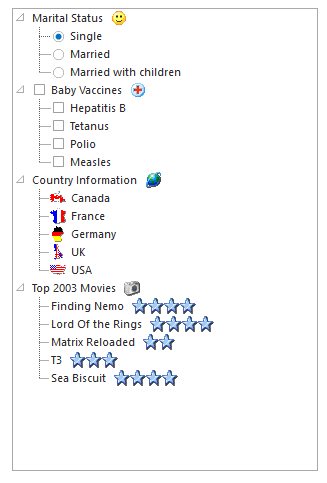 Marital Status
Single
Married
Married with children
Baby Vaccines
Hepatitis B
Tetanus
Polio
Measles
Country Information
Canada
France
Germany
UK
USA
Top 2003 Movies
Finding Nemo
Lord Of the Rings
Matrix Reloaded
T3
Sea Biscuit